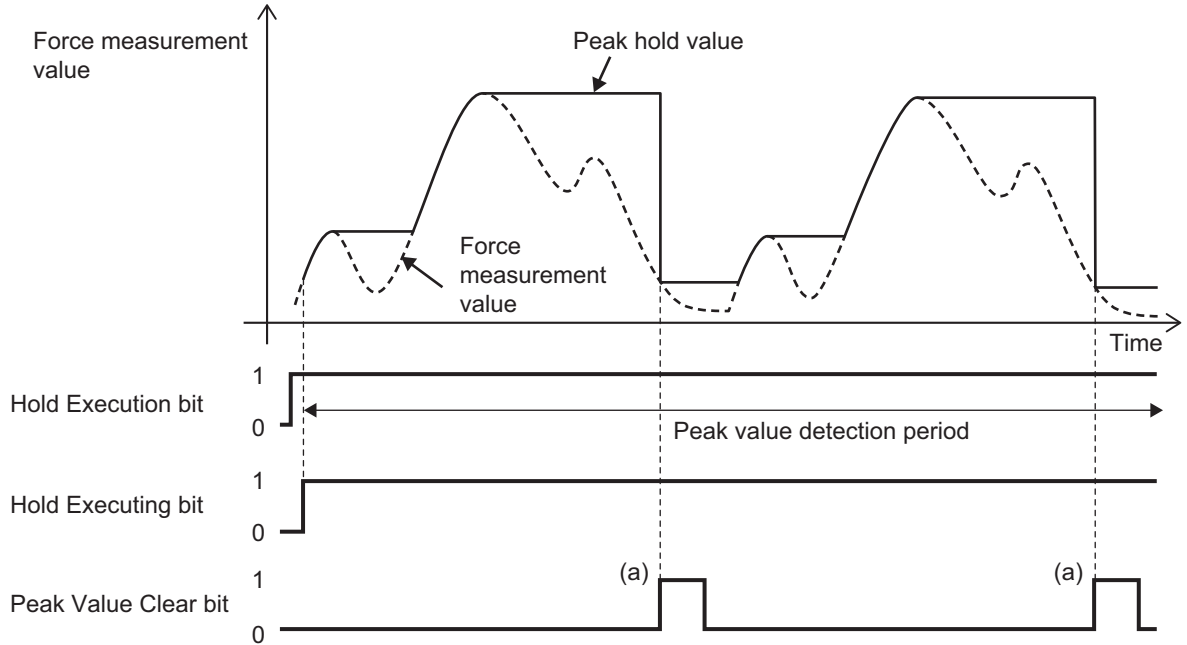 Force measurement
value
Peak hold value
Force
measurement
value
Time
Hold Execution bit
1
0
Peak value detection period
Hold Executing bit
1
0
Peak Value Clear bit
1
0
(a)
(a)